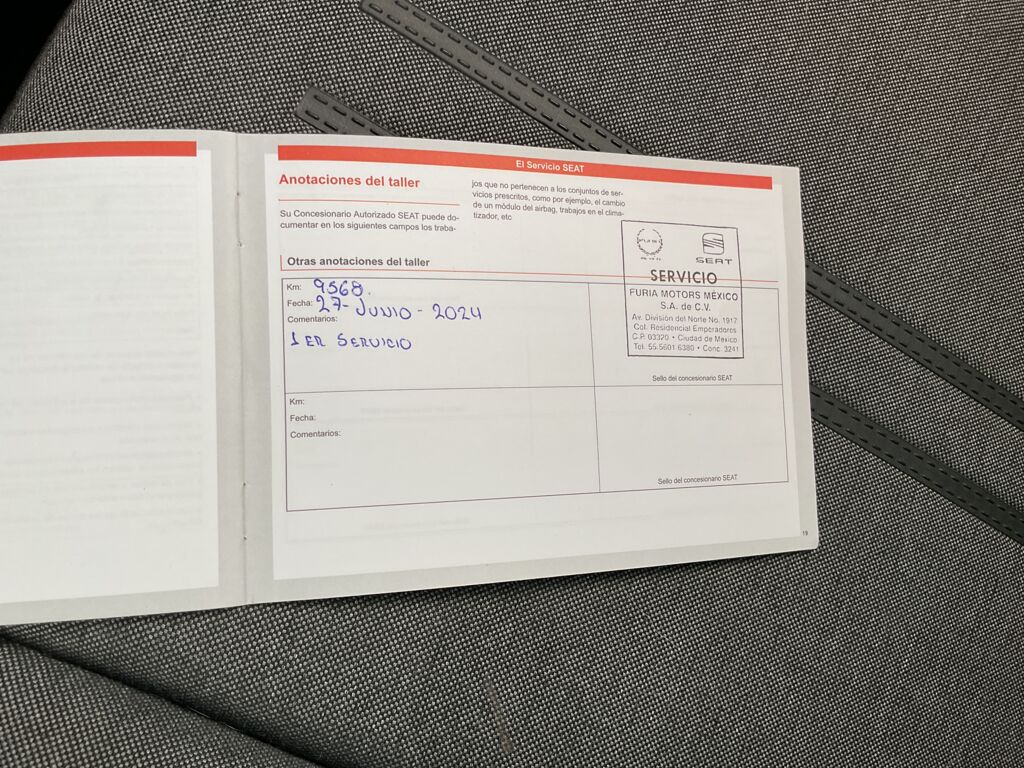 El Servicio SEAT
Anotaciones del taller
Su Concesionario Autorizado SEAT puede do-
cumentar en los siguientes campos los traba-
jos que no pertenecen a los conjuntos de ser-
vicios prescritos, como por ejemplo, el cambio
de un módulo del airbag, trabajos en el clima-
tizador, etc
Otras anotaciones del taller
Km: 9568.
Fecha: 27-JUNIO-2024
Comentarios:
1ER SERVICIO
SEAT
SERVICIO
FURIA MOTORS MÉXICO
S.A. de C.V.
Av. División del Norte No. 1917
Col. Residencial Emperadores
C.P. 03320 • Ciudad de México
Tel. 55.5601.6380 • Conc. 3241
Sello del concesionario SEAT
Km:
Fecha:
Comentarios:
Sello del concesionario SEAT
19